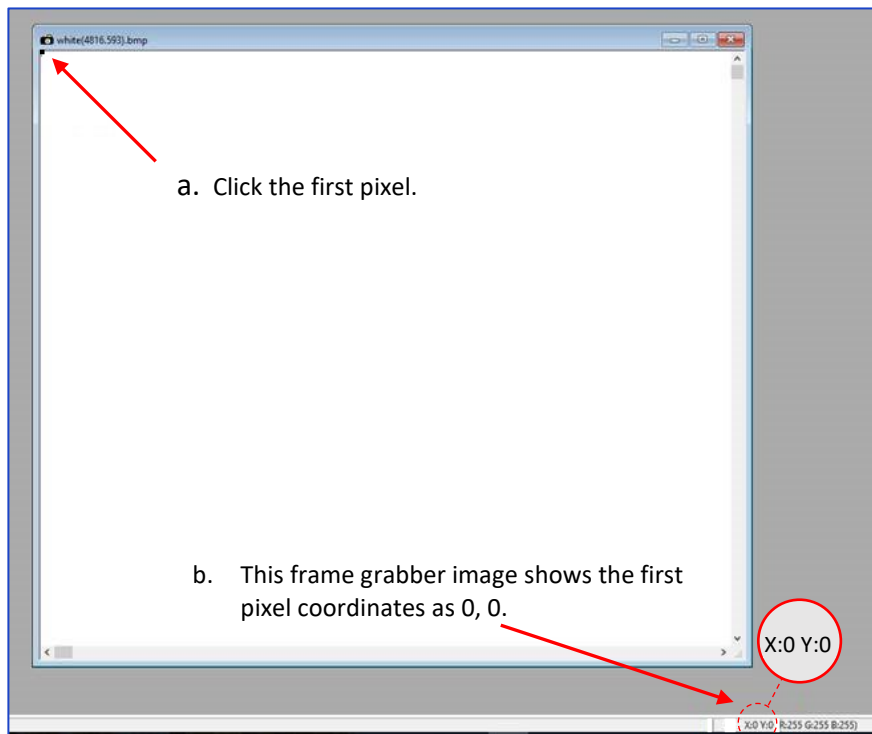 white(4816.593).bmp
a. Click the first pixel.
b. This frame grabber image shows the first
pixel coordinates as 0, 0.
X:0 Y:0
X:0 Y:0 R:255 G:255 B:255)